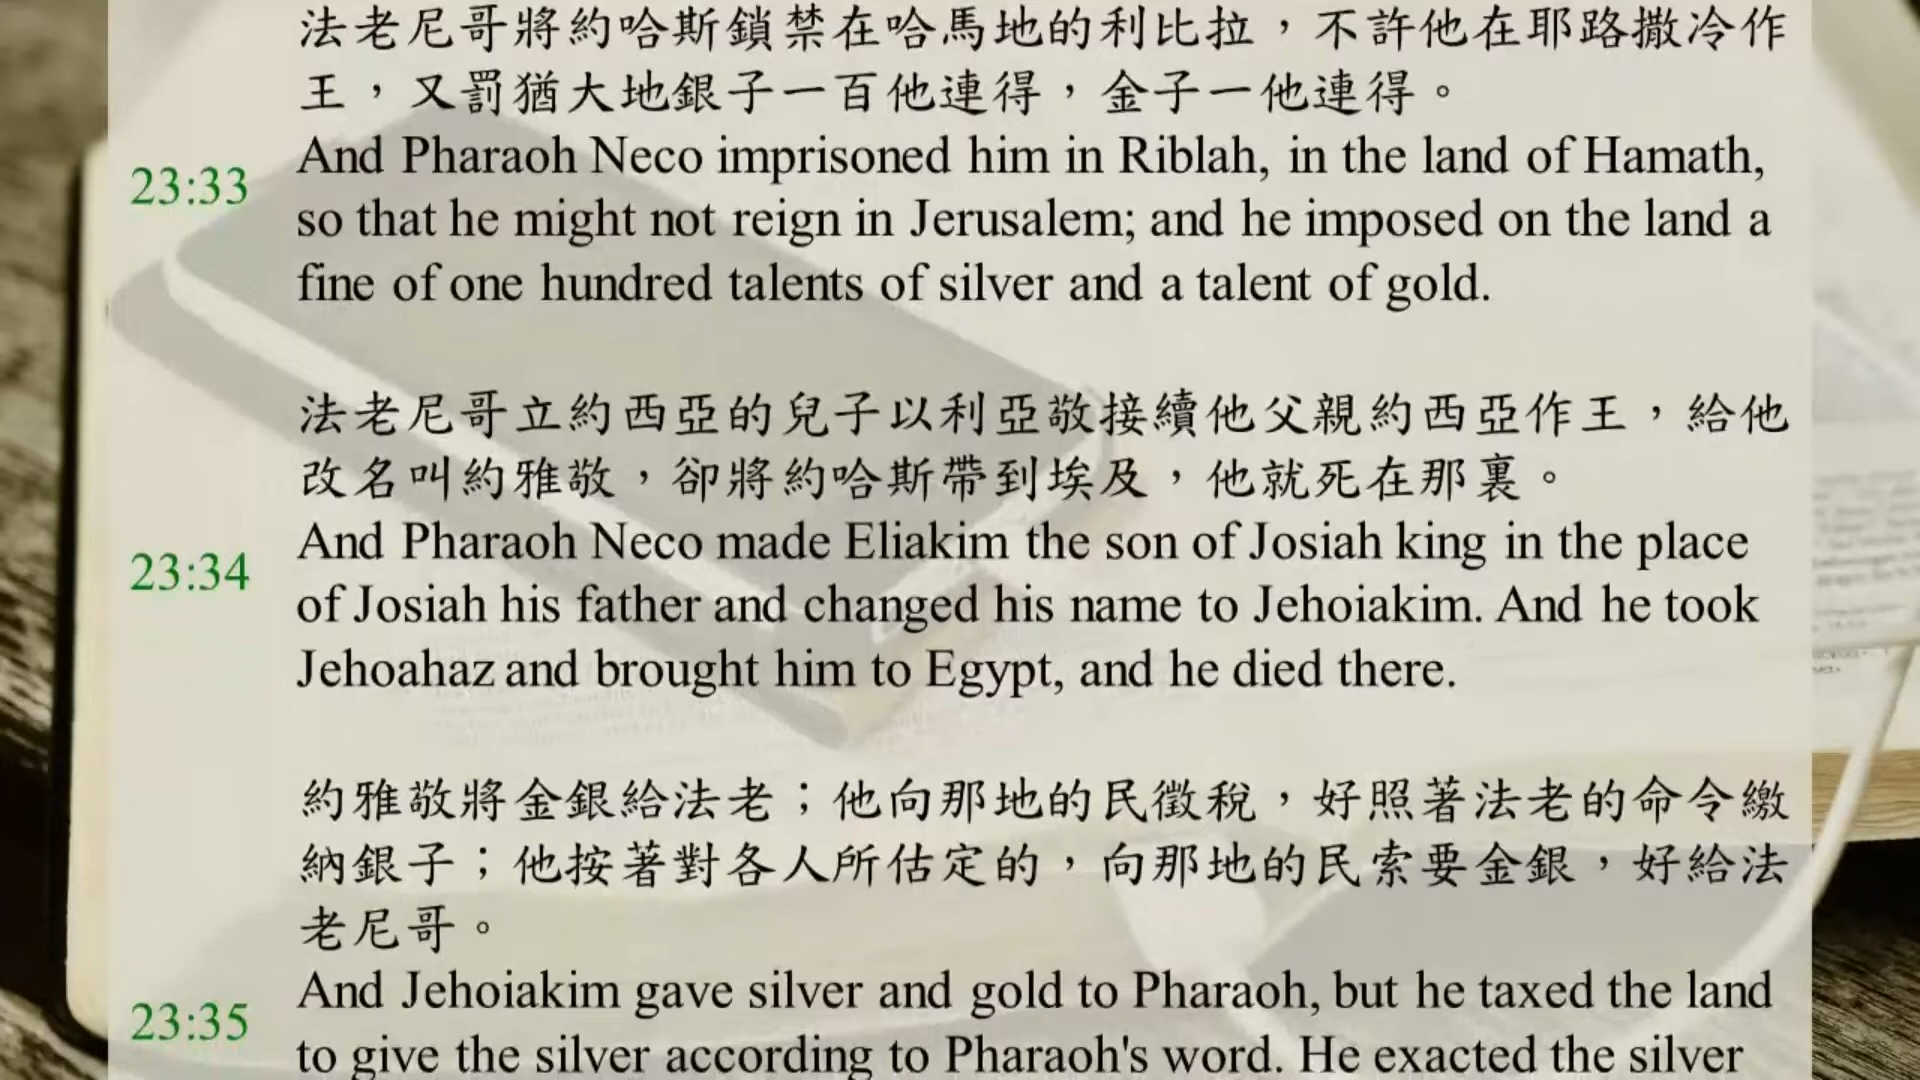 法老尼哥將約哈斯鎖禁在哈馬地的利比拉，不許他在耶路撒冷作
王，又罰猶大地銀子一百他連得，金子一他連得。
And Pharaoh Neco imprisoned him in Riblah, in the land of Hamath,
23:33
so that he might not reign in Jerusalem; and he imposed on the land a
fine of one hundred talents of silver and a talent of gold.
法老尼哥立約西亞的兒子以利亞敬接續他父親約西亞作王，給他
改名叫約雅敬，卻將約哈斯帶到埃及，他就死在那裏。
And Pharaoh Neco made Eliakim the son of Josiah king in the place
23:34
of Josiah his father and changed his name to Jehoiakim. And he took
Jehoahaz and brought him to Egypt, and he died there.
約雅敬將金銀給法老；他向那地的民徵稅，好照著法老的命令繳
納銀子；他按著對各人所估定的，向那地的民索要金銀，好給法
老尼哥。
And Jehoiakim gave silver and gold to Pharaoh, but he taxed the land
23:35
to give the silver according to Pharaoh's word. He exacted the silver